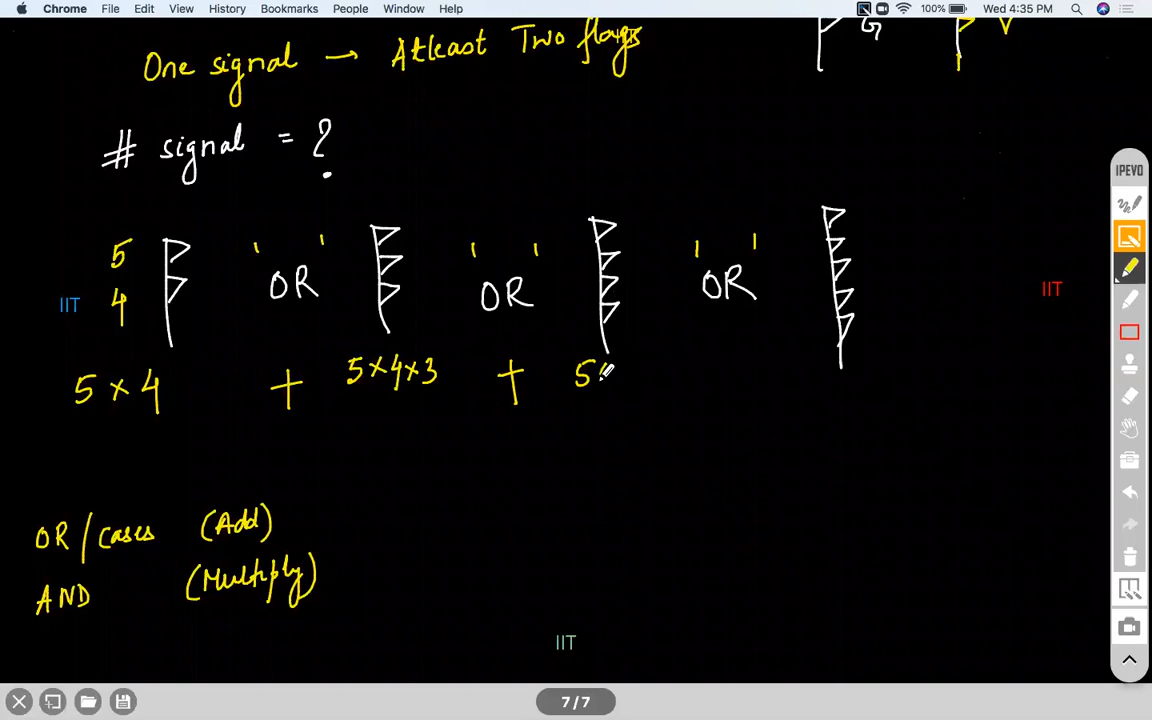 Chrome File Edit View History Bookmarks People Window Help 100% Wed 4:35 PM
G
One signal → Atleast Two flags
# signal = ?
IPEVO
5 ' OR ' ' OR ' ' OR '
4
IIT IIT
5 × 4 + 5×4×3 + 5
OR / cases (Add)
AND (Multiply)
IIT
7 / 7